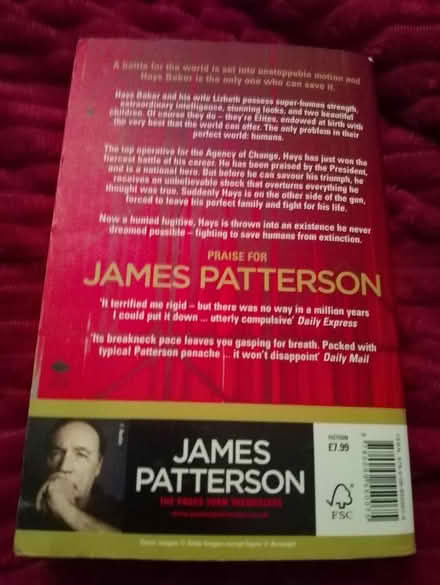 A battle for the world is set into unstoppable motion and
Hays Baker is the only one who can save it.
Hays Baker and his wife Lizbeth possess super-human strength,
extraordinary intelligence, stunning looks, and two beautiful
children. Of course they do – they're Elites, endowed at birth with
the very best that the world can offer. The only problem in their
perfect world: humans.
The top operative for the Agency of Change, Hays has just won the
fiercest battle of his career. He has been praised by the President,
and is a national hero. But before he can savour his triumph, he
receives an unbelievable shock that overturns everything he
thought was true. Suddenly Hays is on the other side of the gun,
forced to leave his perfect family and fight for his life.
Now a hunted fugitive, Hays is thrown into an existence he never
dreamed possible – fighting to save humans from extinction.
PRAISE FOR
JAMES PATTERSON
'It terrified me rigid – but there was no way in a million years
I could put it down ... utterly compulsive' Daily Express
'Its breakneck pace leaves you gasping for breath. Packed with
typical Patterson panache ... it won't disappoint' Daily Mail
JAMES
PATTERSON
THE PAGES TURN THEMSELVES
FICTION
£7.99
FSC